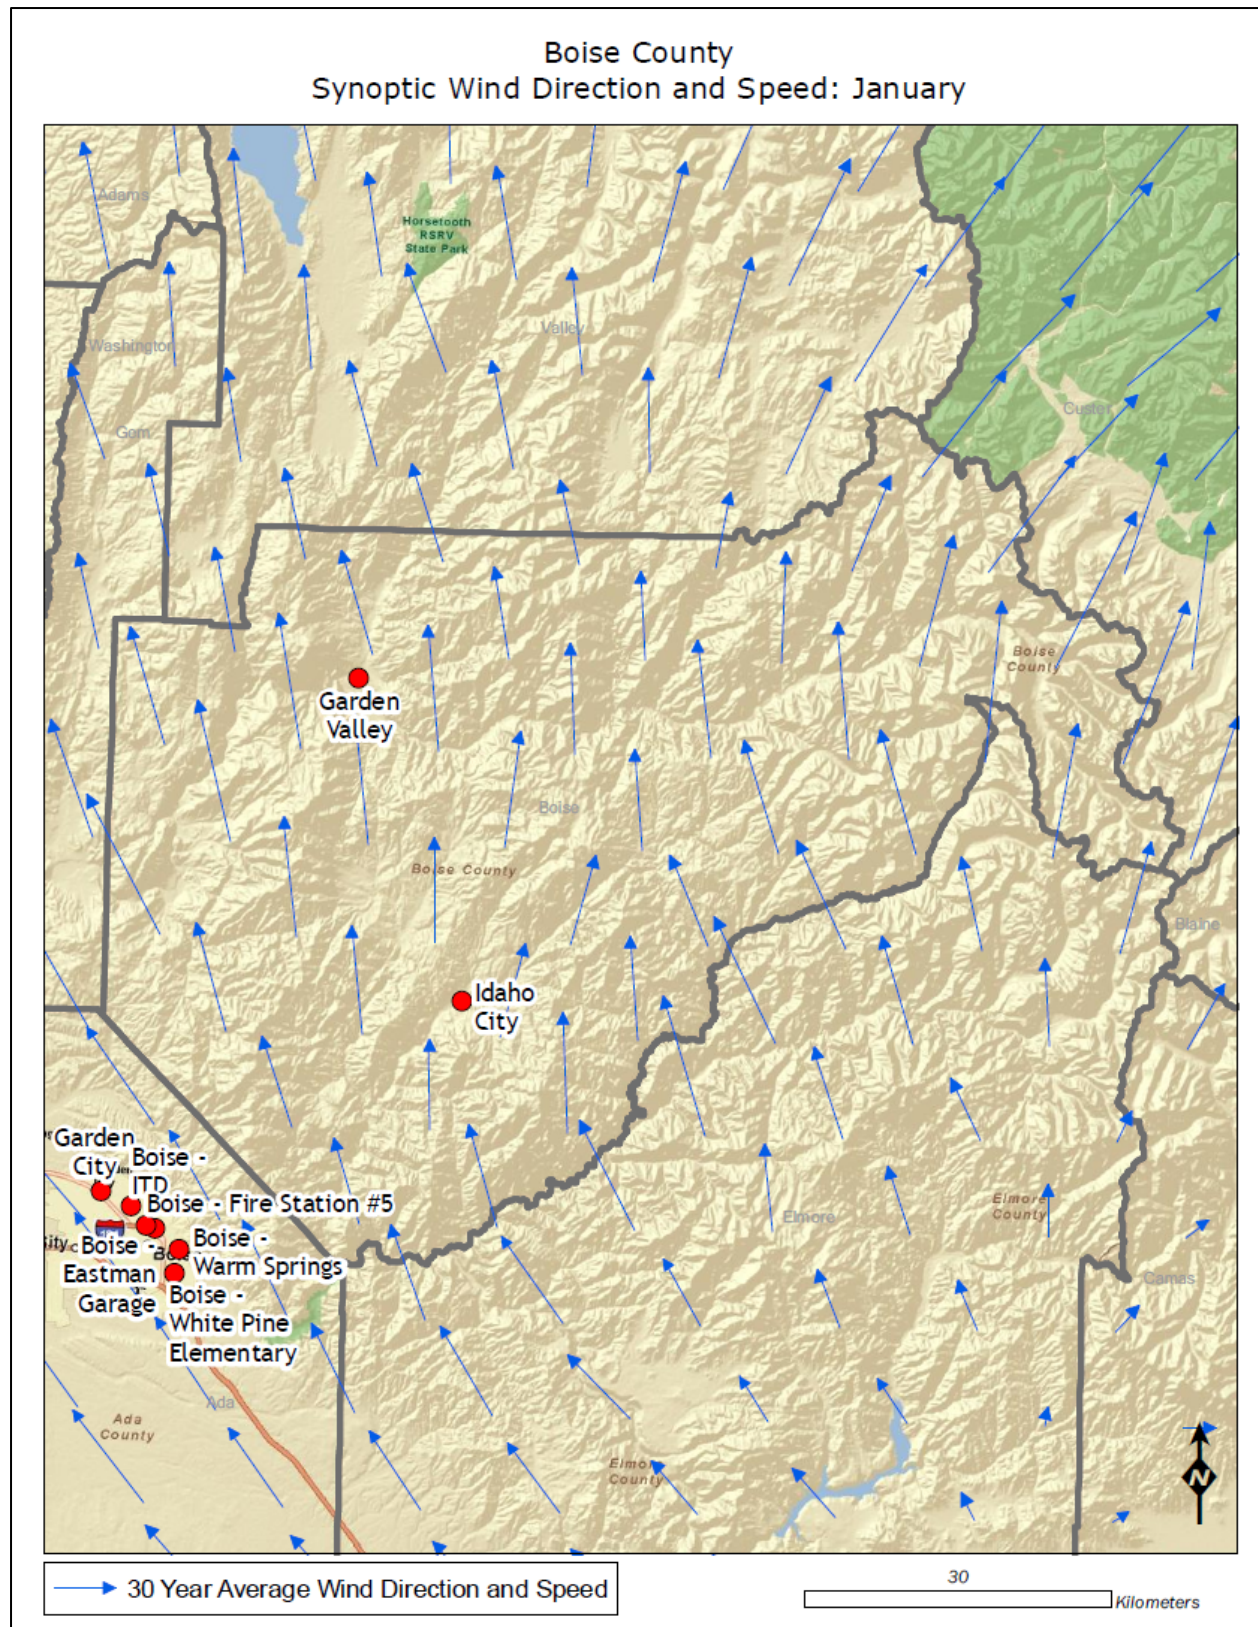 Boise County
Synoptic Wind Direction and Speed: January
Adams
Horsetooth
RSRV
State Park
Valley
Washington
Gem
Custer
Boise
County
Garden
Valley
Boise
Boise County
Blaine
Idaho
City
Garden
City
Boise -
ITD
Boise - Fire Station #5
Boise -
Eastman
Garage
Boise -
Warm Springs
Boise -
White Pine
Elementary
Elmore
County
Elmore
Camas
Ada
Ada
County
Elmore
County
N
30 Year Average Wind Direction and Speed
30
Kilometers